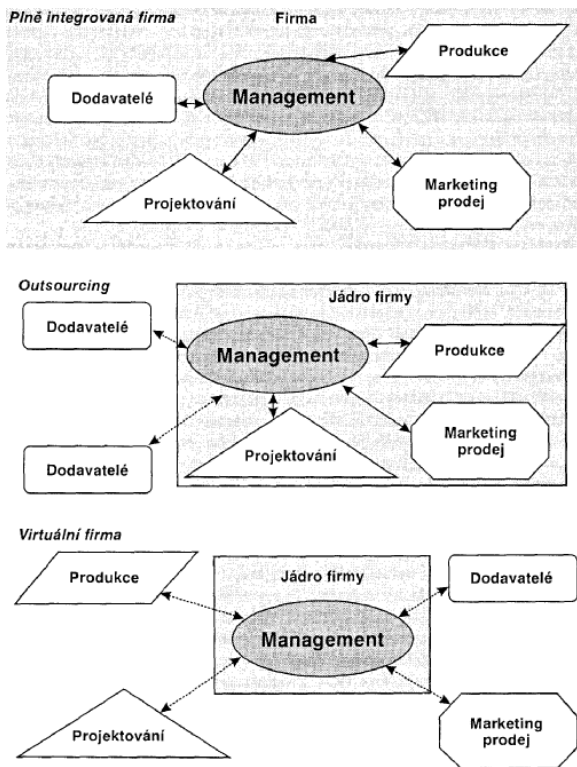 Plně integrovaná firma
Firma
Produkce
Dodavatelé
Management
Projektování
Marketing
prodej
Outsourcing
Jádro firmy
Dodavatelé
Management
Produkce
Dodavatelé
Projektování
Marketing
prodej
Virtuální firma
Produkce
Jádro firmy
Dodavatelé
Management
Projektování
Marketing
prodej